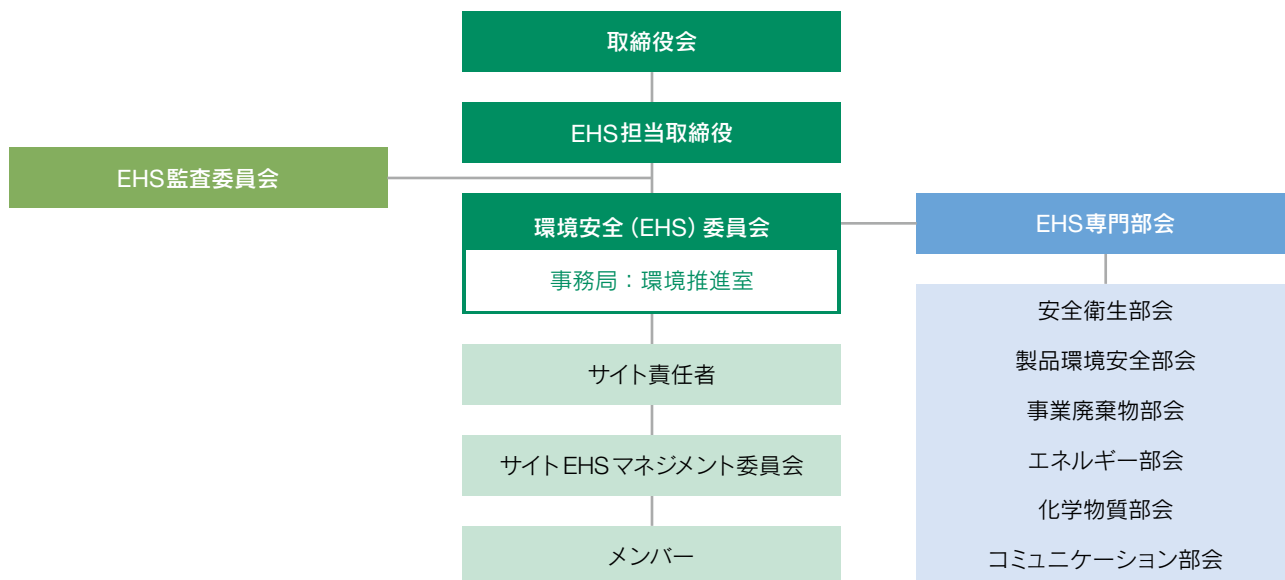 取締役会
EHS担当取締役
EHS監査委員会
環境安全（EHS）委員会
事務局：環境推進室
サイト責任者
サイトEHSマネジメント委員会
メンバー
EHS専門部会
安全衛生部会
製品環境安全部会
事業廃棄物部会
エネルギー部会
化学物質部会
コミュニケーション部会